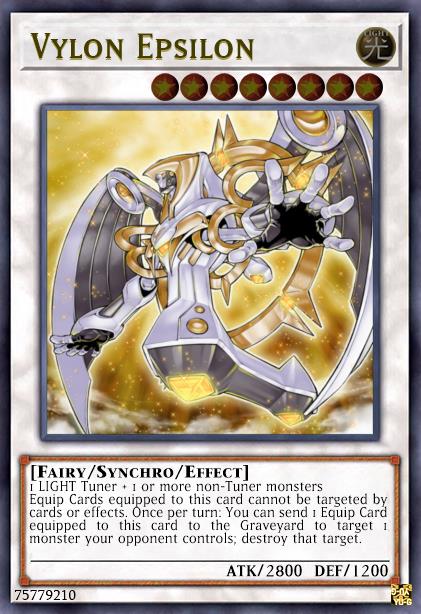 Vylon Epsilon
LIGHT
光
[Fairy/Synchro/Effect]
1 LIGHT Tuner + 1 or more non-Tuner monsters
Equip Cards equipped to this card cannot be targeted by
cards or effects. Once per turn: You can send 1 Equip Card
equipped to this card to the Graveyard to target 1
monster your opponent controls; destroy that target.
ATK/2800 DEF/1200
75779210